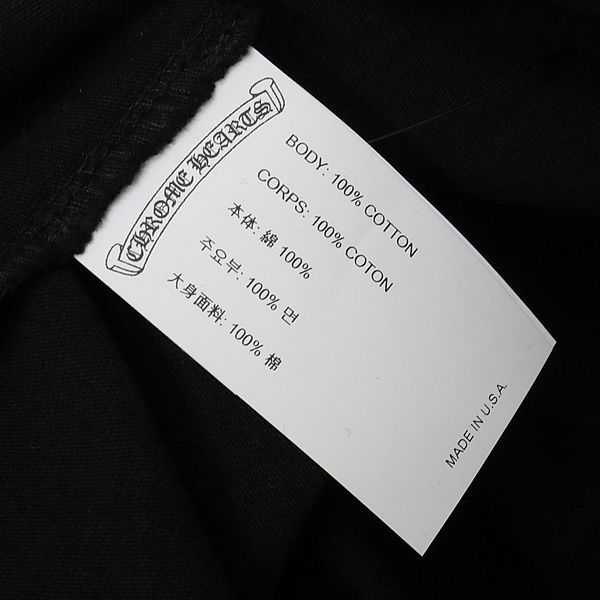 CHROME HEARTS
BODY: 100% COTTON
CORPS: 100% COTON
本体: 綿 100%
주요부: 100% 면
大身面料: 100% 棉
MADE IN U.S.A.